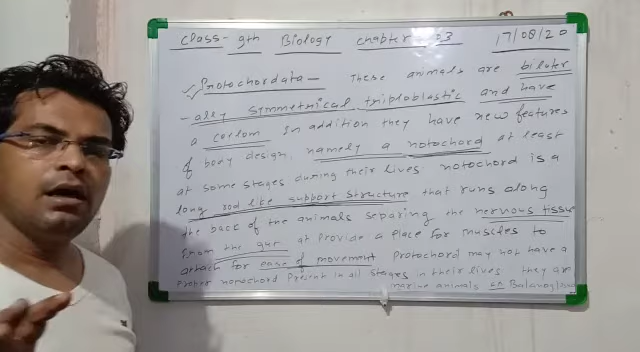 Class- 9th Biology chapter 03 17/08/20
Protochordata - These animals are bilater
- ally symmetrical, triploblastic and have
a coelom In addition they have new features
of body design, namely a notochord at least
at some stages during their lives notochord is a
long rod like support structure that runs along
the back of the animals separing the nervous tissue
from the gut at provide a place for muscles to
attach for ease of movement Protochord may not have a
proper notochord Present in all stages in their lives they are
marine animals Balanoglosus